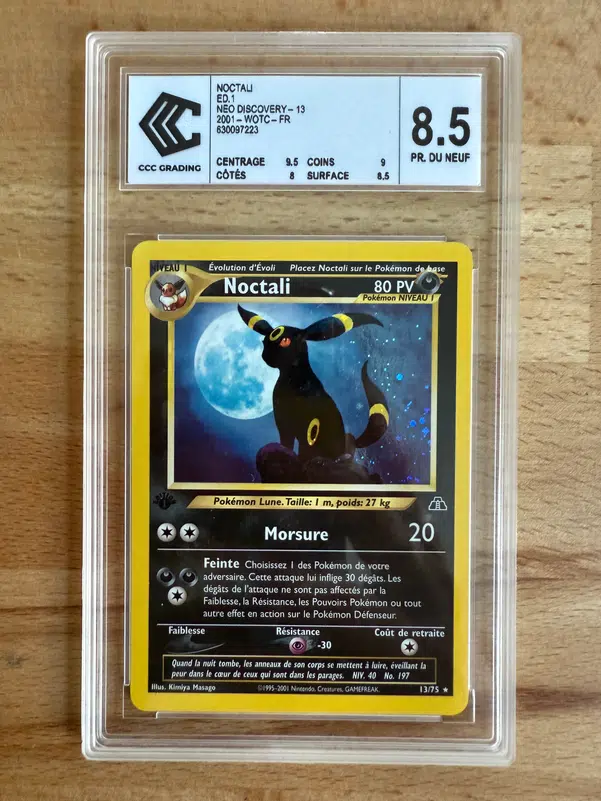 NOCTALI
ED.1
NEO DISCOVERY – 13
2001 – WOTC – FR
630097223
CCC GRADING
CENTRAGE 9.5 COINS 9
CÔTÉS 8 SURFACE 8.5
8.5
PR. DU NEUF
NIVEAU 1 Évolution d'Évoli Placez Noctali sur le Pokémon de base
Noctali 80 PV
Pokémon NIVEAU 1
Pokémon Lune. Taille: 1 m, poids: 27 kg
Morsure 20
Feinte Choisissez 1 des Pokémon de votre
adversaire. Cette attaque lui inflige 30 dégâts. Les
dégâts de l'attaque ne sont pas affectés par la
Faiblesse, la Résistance, les Pouvoirs Pokémon ou tout
autre effet en action sur le Pokémon Défenseur.
Faiblesse Résistance Coût de retraite
-30
Quand la nuit tombe, les anneaux de son corps se mettent à luire, éveillant la
peur dans le cœur de ceux qui sont dans les parages. NIV. 40 No. 197
Illus. Kimiya Masago ©1995–2001 Nintendo, Creatures, GAMEFREAK. 13/75 ★